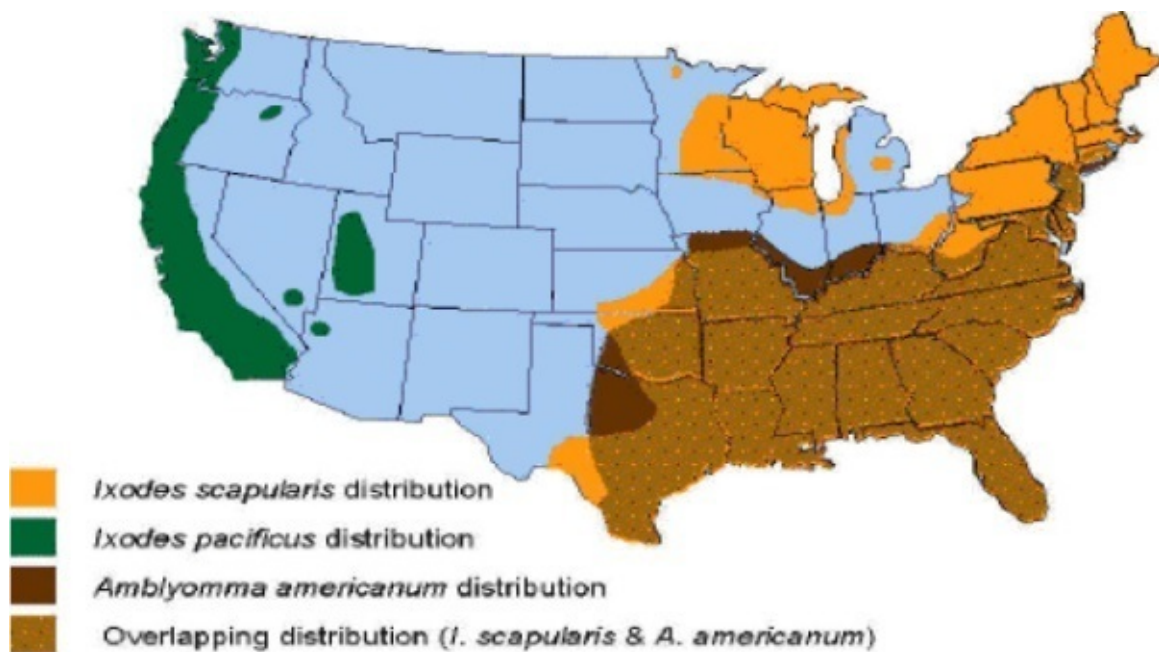 Ixodes scapularis distribution
Ixodes pacificus distribution
Amblyomma americanum distribution
Overlapping distribution (I. scapularis & A. americanum)